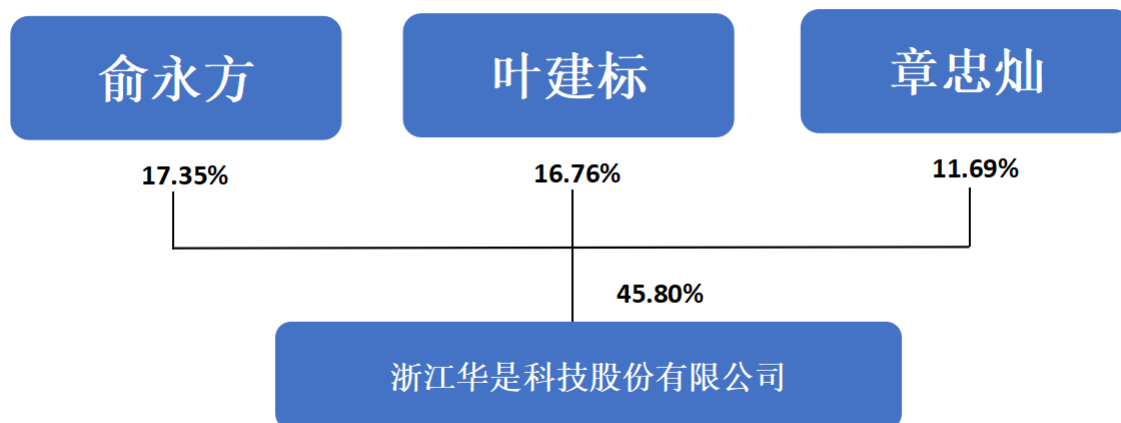 俞永方
叶建标
章忠灿
17.35%
16.76%
11.69%
45.80%
浙江华是科技股份有限公司